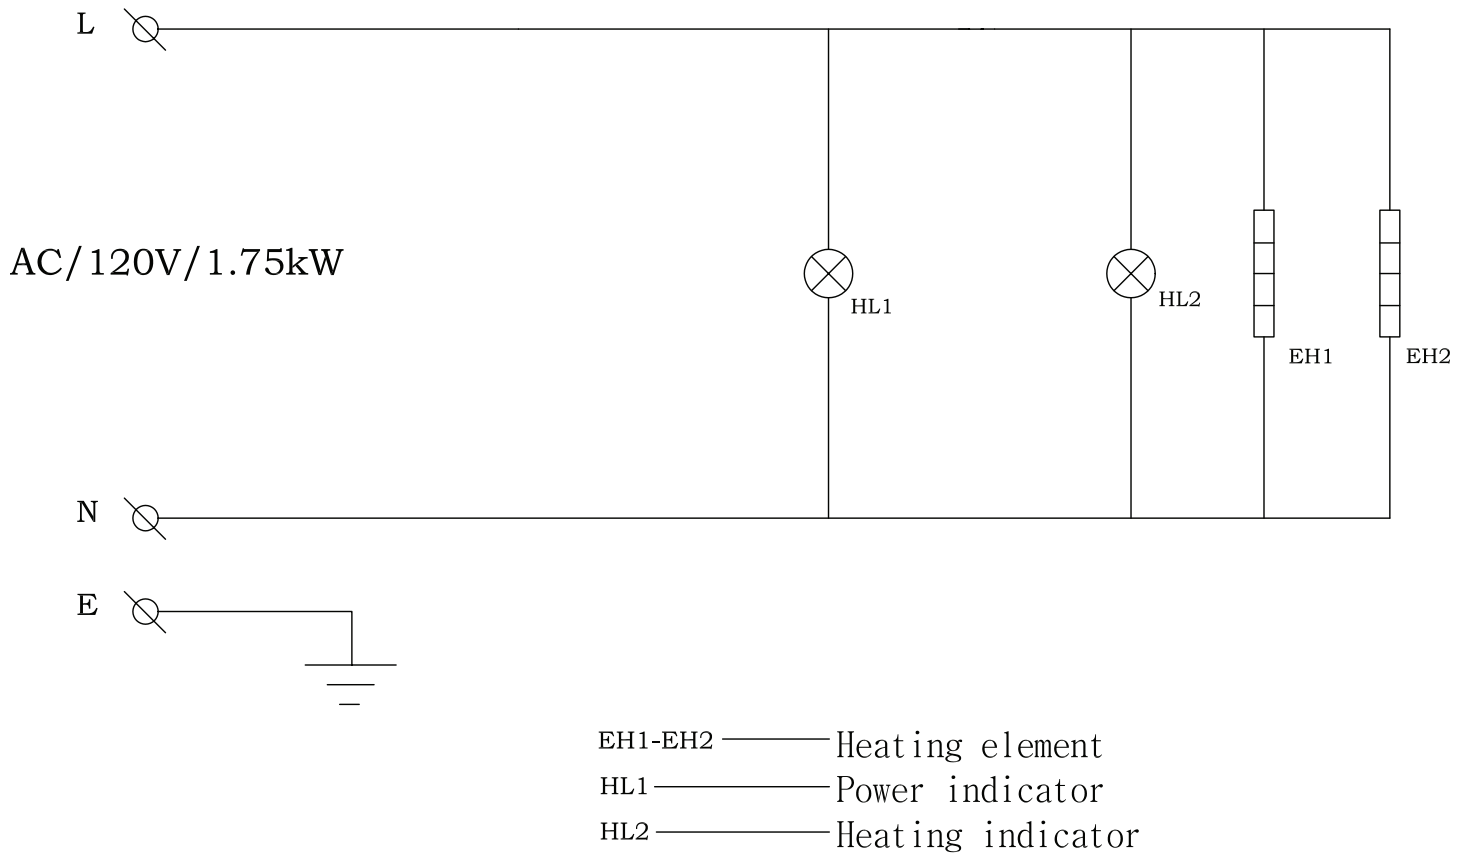 L
AC/120V/1.75kW
HL1
HL2
EH1
EH2
N
E
EH1-EH2 Heating element
HL1 Power indicator
HL2 Heating indicator